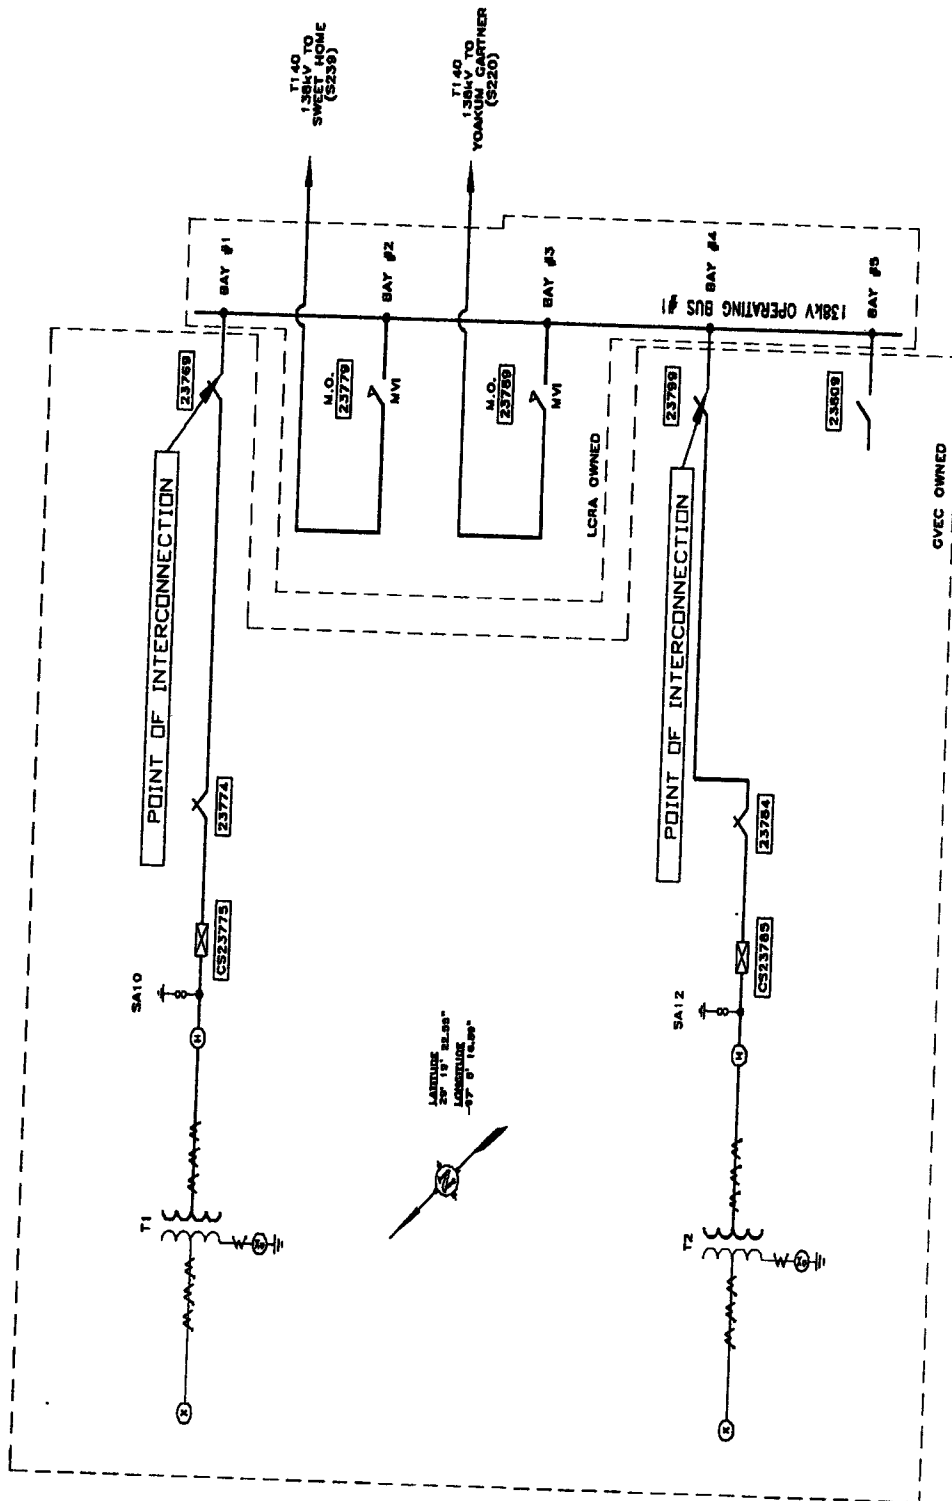 T140
138kV TO
SWEET HOME
(S239)
T140
138kV TO
YOAKUM GARTNER
(S220)
BAY #1
BAY #2
BAY #3
BAY #4
BAY #5
138kV OPERATING BUS #1
23769
M.O.
23779
MVI
M.O.
23789
MVI
23799
23809
LCRA OWNED
GVEC OWNED
POINT OF INTERCONNECTION
POINT OF INTERCONNECTION
23774
23784
CS23775
CS23785
SA10
SA12
H
H
LATITUDE
LONGITUDE
T1
T2
X
X